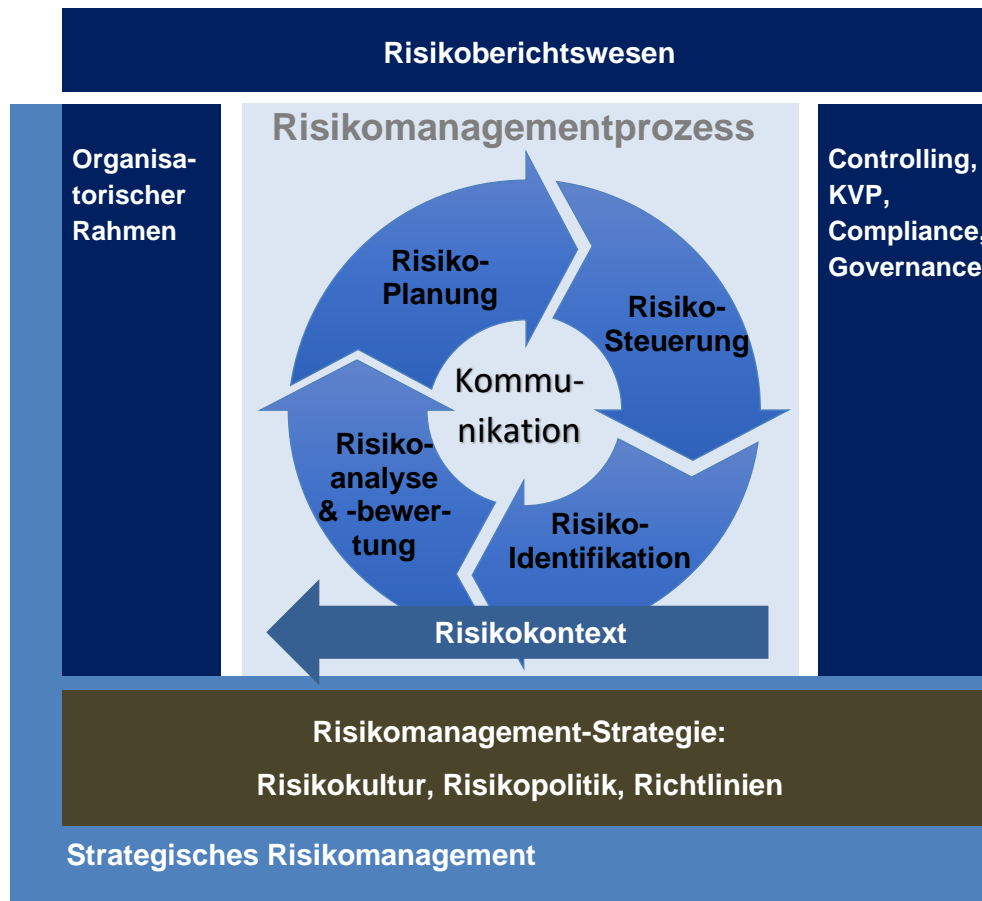 Risikoberichtswesen
Organisa-
torischer
Rahmen
Risikomanagementprozess
Controlling,
KVP,
Compliance,
Governance
Risiko-
Planung
Risiko-
Steuerung
Kommu-
nikation
Risiko-
analyse
& -bewer-
tung
Risiko-
Identifikation
Risikokontext
Risikomanagement-Strategie:
Risikokultur, Risikopolitik, Richtlinien
Strategisches Risikomanagement